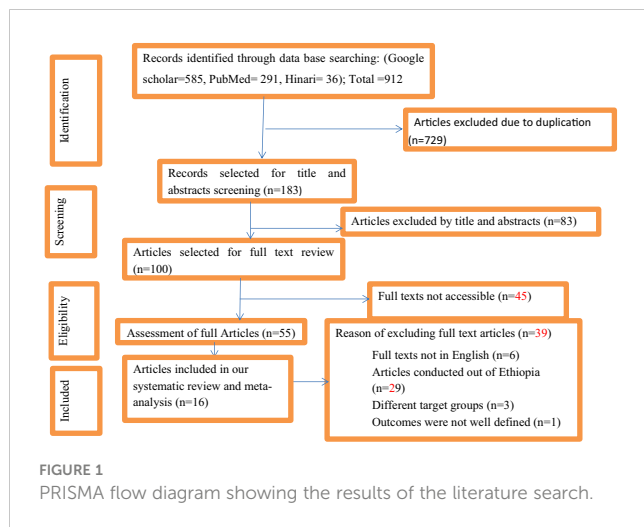 Records identified through data base searching: (Google
scholar=585, PubMed= 291, Hinari= 36); Total =912
Identification
Articles excluded due to duplication
(n=729)
Records selected for title and
abstracts screening (n=183)
Screening
Articles excluded by title and abstracts (n=83)
Articles selected for full text review
(n=100)
Full texts not accessible (n=45)
Eligibility
Assessment of full Articles (n=55)
Reason of excluding full text articles (n=39)
Full texts not in English (n=6)
Articles conducted out of Ethiopia
(n=29)
Different target groups (n=3)
Outcomes were not well defined (n=1)
Included
Articles included in our
systematic review and meta-
analysis (n=16)
FIGURE 1
PRISMA flow diagram showing the results of the literature search.